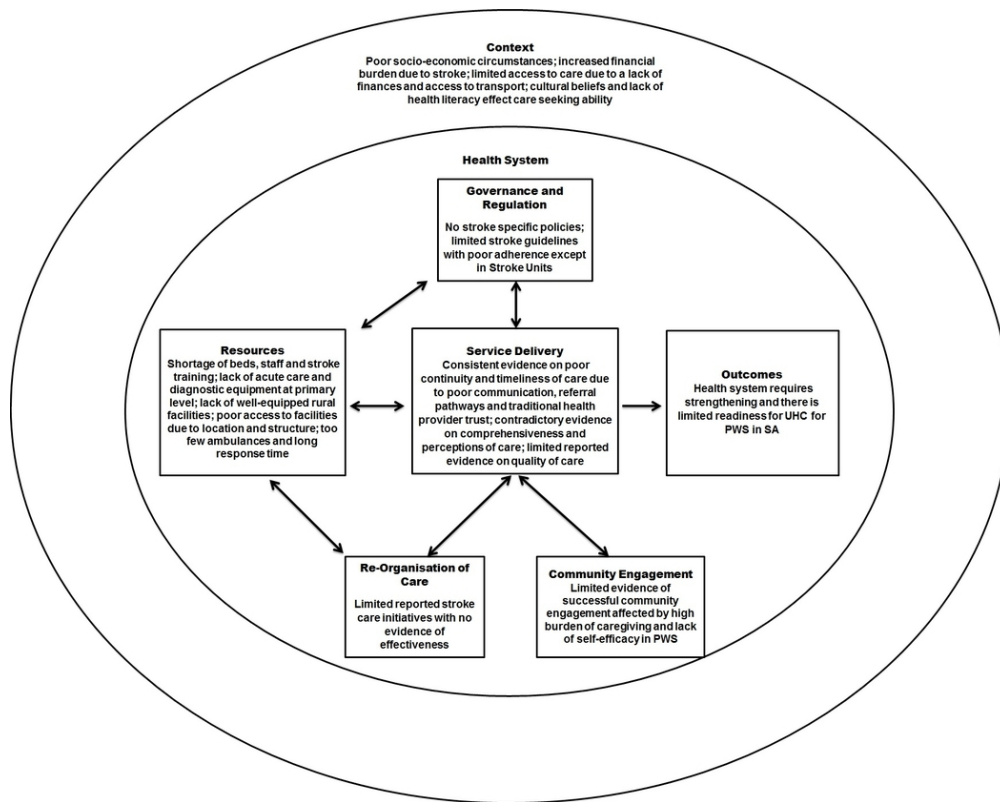 Context
Poor socio-economic circumstances; increased financial
burden due to stroke; limited access to care due to a lack of
finances and access to transport; cultural beliefs and lack of
health literacy effect care seeking ability
Health System
Governance and
Regulation
No stroke specific policies;
limited stroke guidelines
with poor adherence except
in Stroke Units
Resources
Shortage of beds, staff and stroke
training; lack of acute care and
diagnostic equipment at primary
level; lack of well-equipped rural
facilities; poor access to facilities
due to location and structure; too
few ambulances and long
response time
Service Delivery
Consistent evidence on poor
continuity and timeliness of care due
to poor communication, referral
pathways and traditional health
provider trust; contradictory evidence
on comprehensiveness and
perceptions of care; limited reported
evidence on quality of care
Outcomes
Health system requires
strengthening and there is
limited readiness for UHC for
PWS in SA
Re-Organisation of
Care
Limited reported stroke
care initiatives with no
evidence of
effectiveness
Community Engagement
Limited evidence of
successful community
engagement affected by high
burden of caregiving and lack
of self-efficacy in PWS